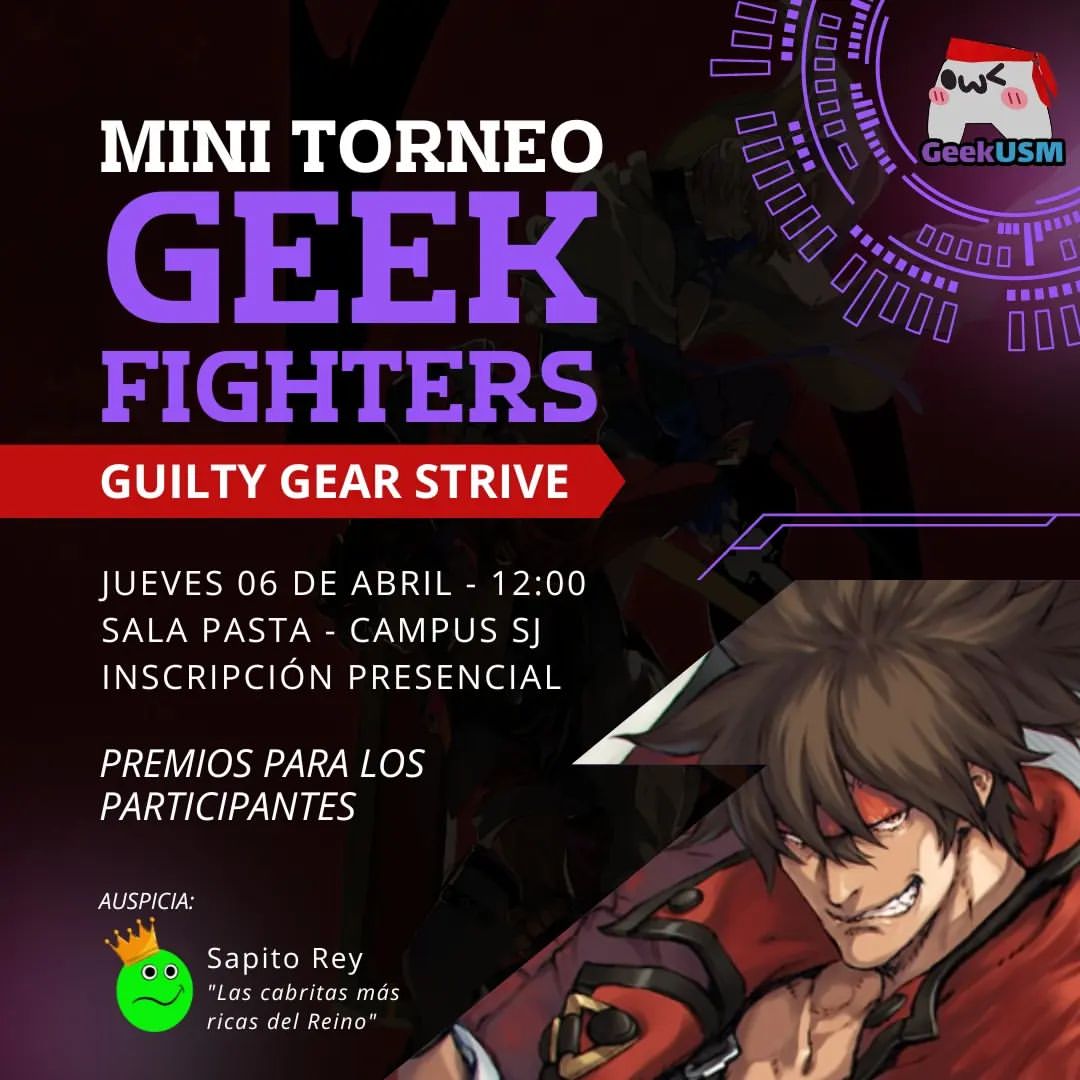 OwO
GeekUSM
MINI TORNEO
GEEK
FIGHTERS
GUILTY GEAR STRIVE
JUEVES 06 DE ABRIL - 12:00
SALA PASTA - CAMPUS SJ
INSCRIPCIÓN PRESENCIAL
PREMIOS PARA LOS
PARTICIPANTES
AUSPICIA:
Sapito Rey
"Las cabritas más
ricas del Reino"